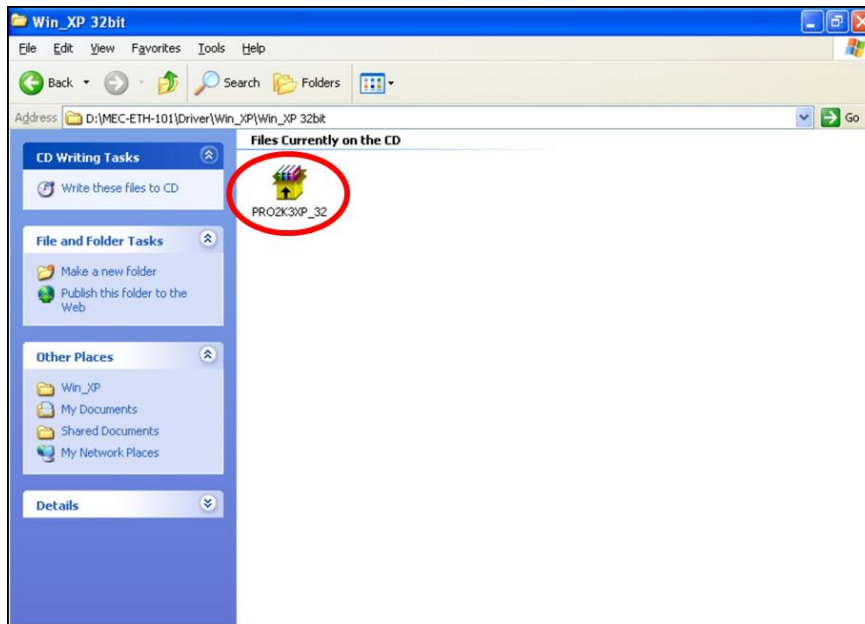 Win_XP 32bit
File Edit View Favorites Tools Help
Back Search Folders
Address D:\MEC-ETH-101\Driver\Win_XP\Win_XP 32bit Go
Files Currently on the CD
PRO2K3XP_32
CD Writing Tasks
Write these files to CD
File and Folder Tasks
Make a new folder
Publish this folder to the
Web
Other Places
Win_XP
My Documents
Shared Documents
My Network Places
Details